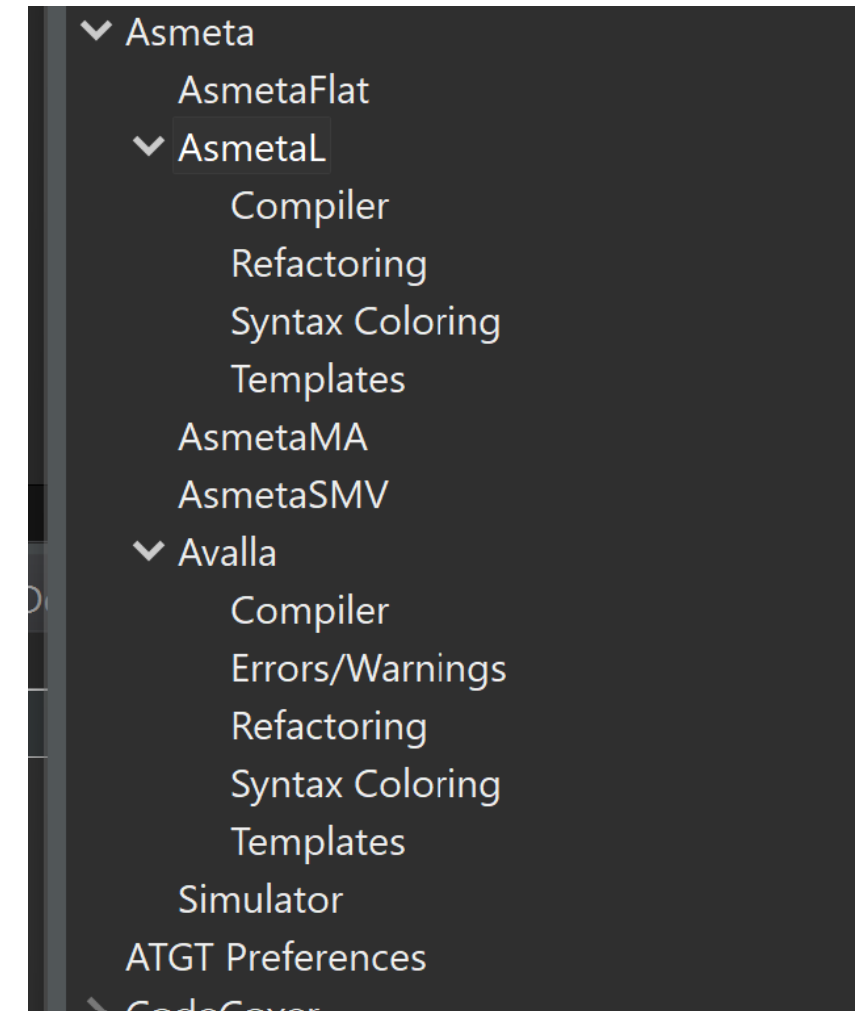 Asmeta
AsmetaFlat
AsmetaL
Compiler
Refactoring
Syntax Coloring
Templates
AsmetaMA
AsmetaSMV
Avalla
Compiler
Errors/Warnings
Refactoring
Syntax Coloring
Templates
Simulator
ATGT Preferences
CodeCover